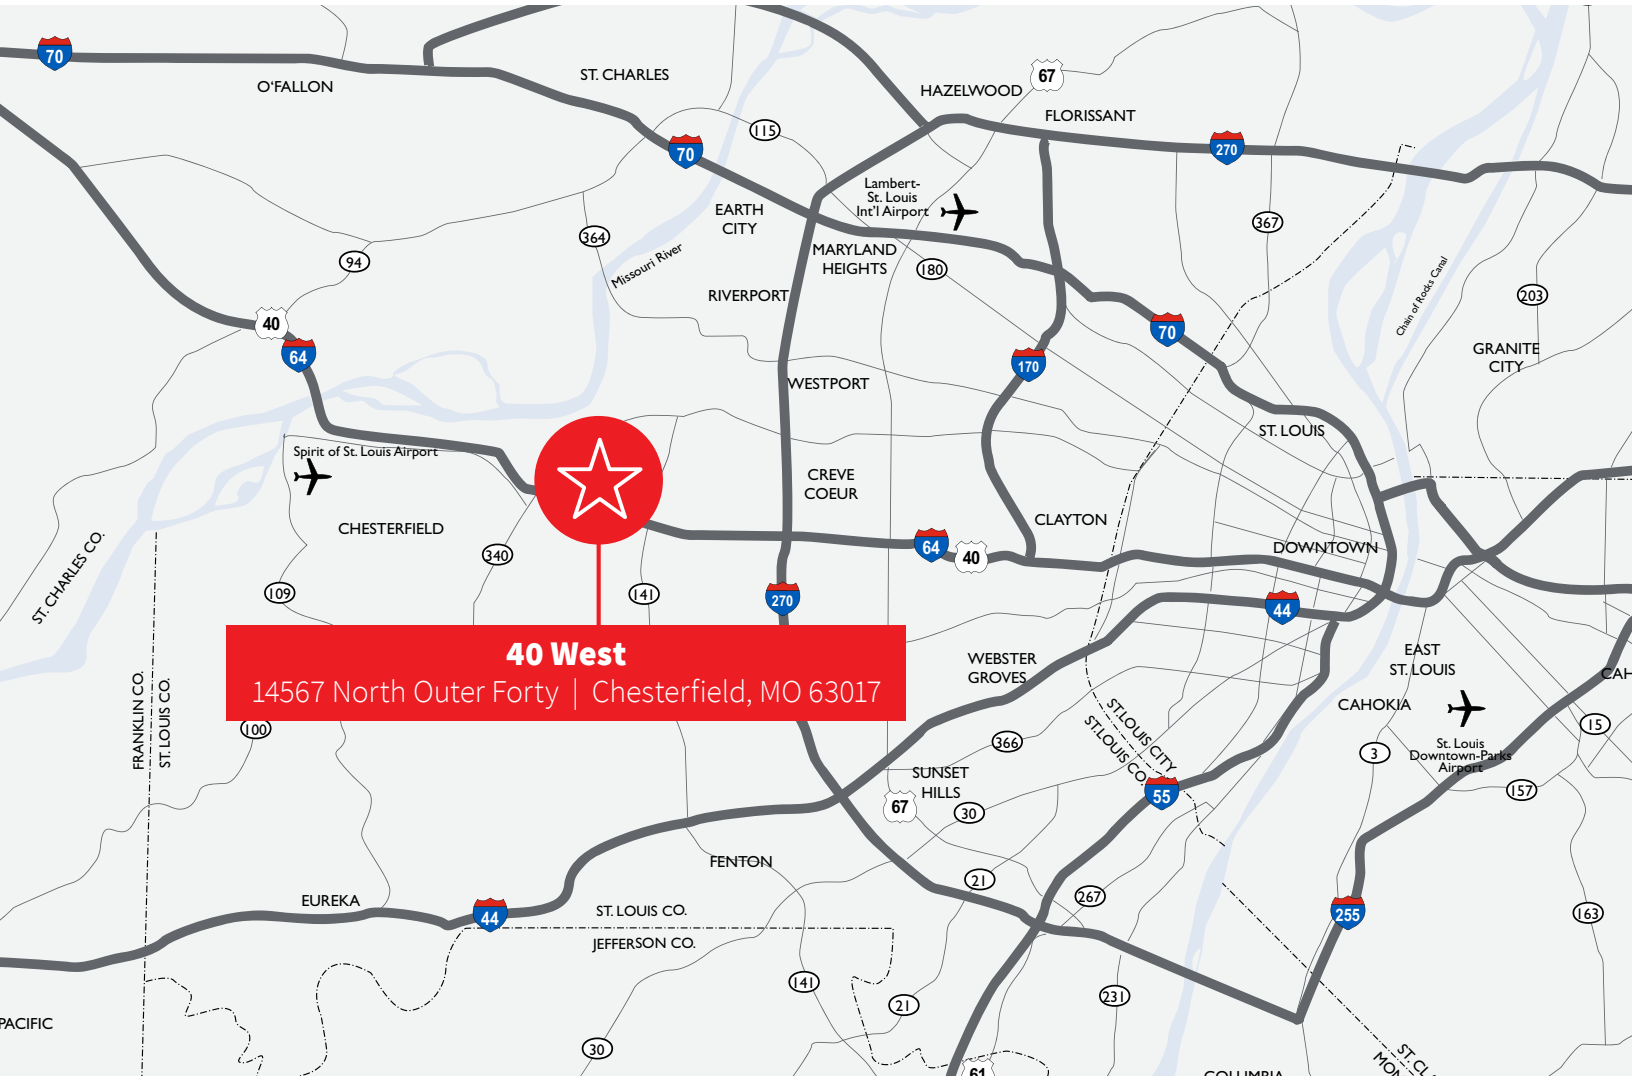 70
O'FALLON
ST. CHARLES
67
HAZELWOOD
FLORISSANT
115
70
270
Lambert-
St. Louis
Int'l Airport
EARTH
CITY
364
367
94
Missouri River
MARYLAND
HEIGHTS
180
RIVERPORT
Chain of Rocks Canal
203
40
64
70
170
GRANITE
CITY
WESTPORT
ST. LOUIS
Spirit of St. Louis Airport
CREVE
COEUR
CHESTERFIELD
CLAYTON
340
64
40
DOWNTOWN
ST. CHARLES CO.
109
141
270
44
40 West
14567 North Outer Forty | Chesterfield, MO 63017
WEBSTER
GROVES
EAST
ST. LOUIS
CAH
FRANKLIN CO.
ST. LOUIS CO.
CAHOKIA
100
366
ST.LOUIS CITY
ST.LOUIS CO.
3
15
St. Louis
Downtown-Parks
Airport
SUNSET
HILLS
67
30
55
157
FENTON
21
267
EUREKA
44
ST. LOUIS CO.
JEFFERSON CO.
255
163
141
21
231
PACIFIC
30
61
COLUMBIA